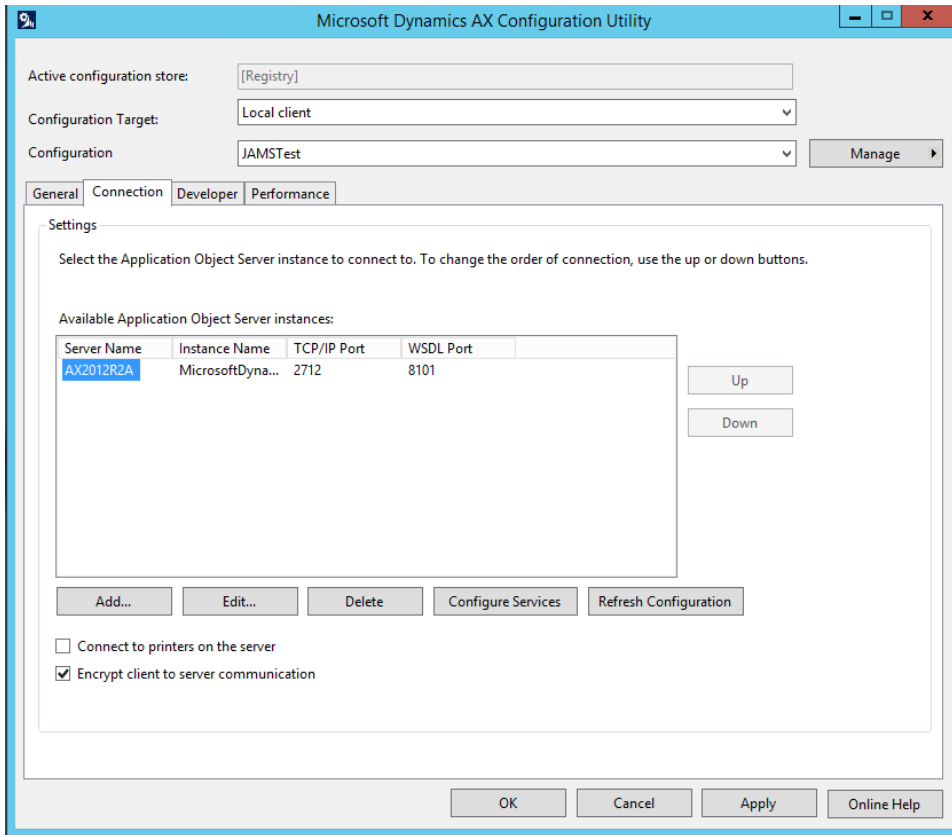 Microsoft Dynamics AX Configuration Utility
Active configuration store: [Registry]
Configuration Target: Local client
Configuration JAMSTest Manage
General Connection Developer Performance
Settings
Select the Application Object Server instance to connect to. To change the order of connection, use the up or down buttons.
Available Application Object Server instances:
Server Name Instance Name TCP/IP Port WSDL Port
AX2012R2A MicrosoftDyna... 2712 8101
Up
Down
Add... Edit... Delete Configure Services Refresh Configuration
Connect to printers on the server
Encrypt client to server communication
OK Cancel Apply Online Help